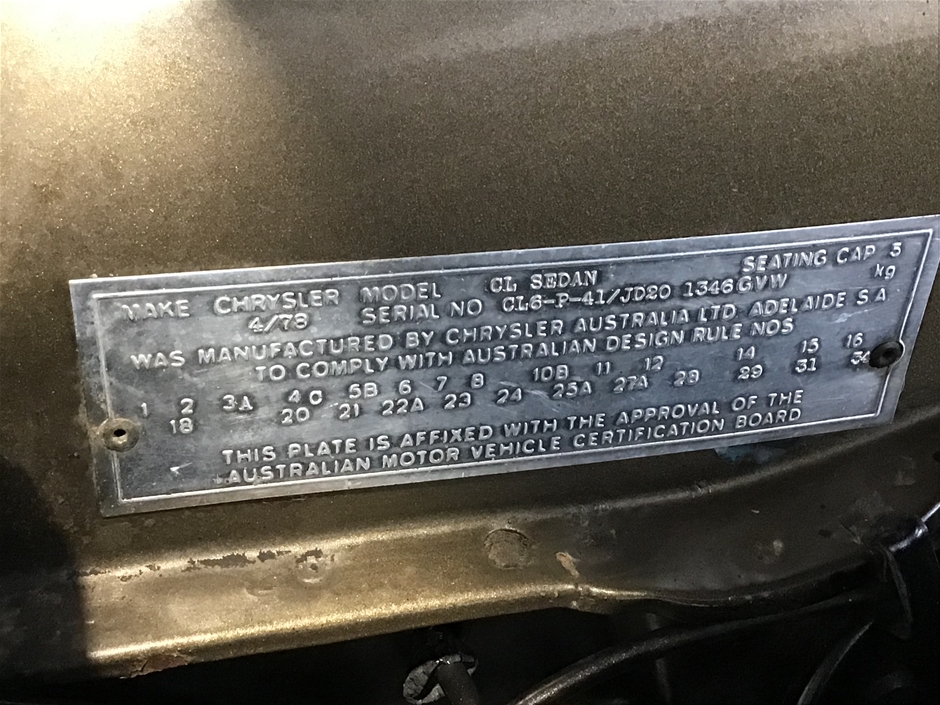 SEATING CAP 5
MAKE CHRYSLER MODEL CL SEDAN kg
4/78 SERIAL NO CL6-P-41/JD20 1346 GVW
WAS MANUFACTURED BY CHRYSLER AUSTRALIA LTD ADELAIDE S A
TO COMPLY WITH AUSTRALIAN DESIGN RULE NOS
1 2 3A 4C 5B 6 7 8 10B 11 12 14 15 16
18 20 21 22A 23 24 25A 27A 28 29 31 34
THIS PLATE IS AFFIXED WITH THE APPROVAL OF THE
AUSTRALIAN MOTOR VEHICLE CERTIFICATION BOARD